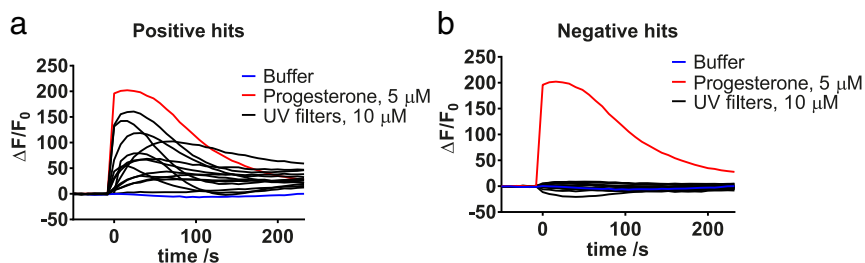 a
Positive hits
Buffer
Progesterone, 5 μM
UV filters, 10 μM
ΔF/F0
250
200
150
100
50
0
-50
0
100
200
time /s
b
Negative hits
Buffer
Progesterone, 5 μM
UV filters, 10 μM
ΔF/F0
250
200
150
100
50
0
-50
0
100
200
time /s